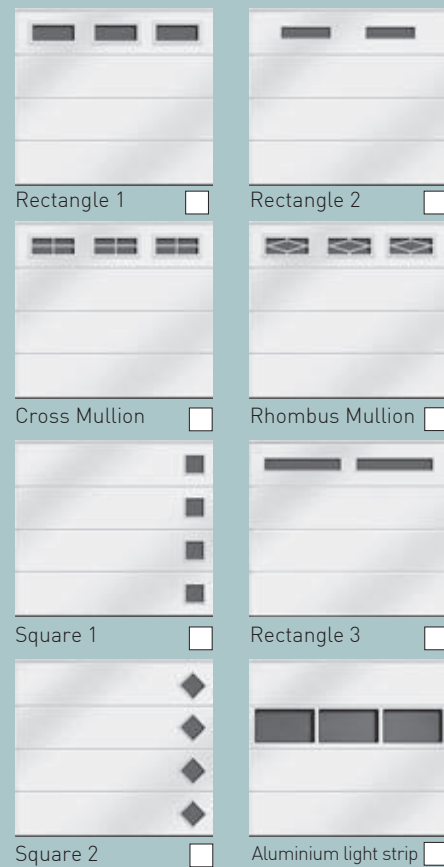 Rectangle 1
Rectangle 2
Cross Mullion
Rhombus Mullion
Square 1
Rectangle 3
Square 2
Aluminium light strip